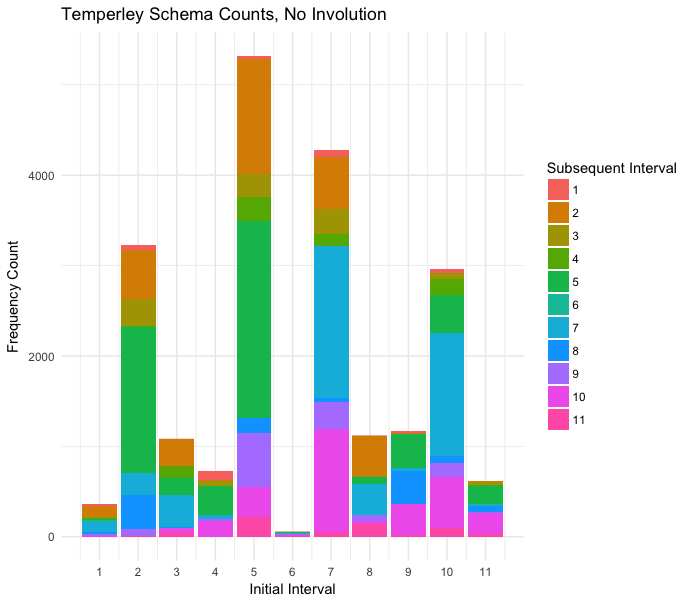 Temperley Schema Counts, No Involution
Frequency Count
4000
2000
0
1 2 3 4 5 6 7 8 9 10 11
Initial Interval
Subsequent Interval
1
2
3
4
5
6
7
8
9
10
11